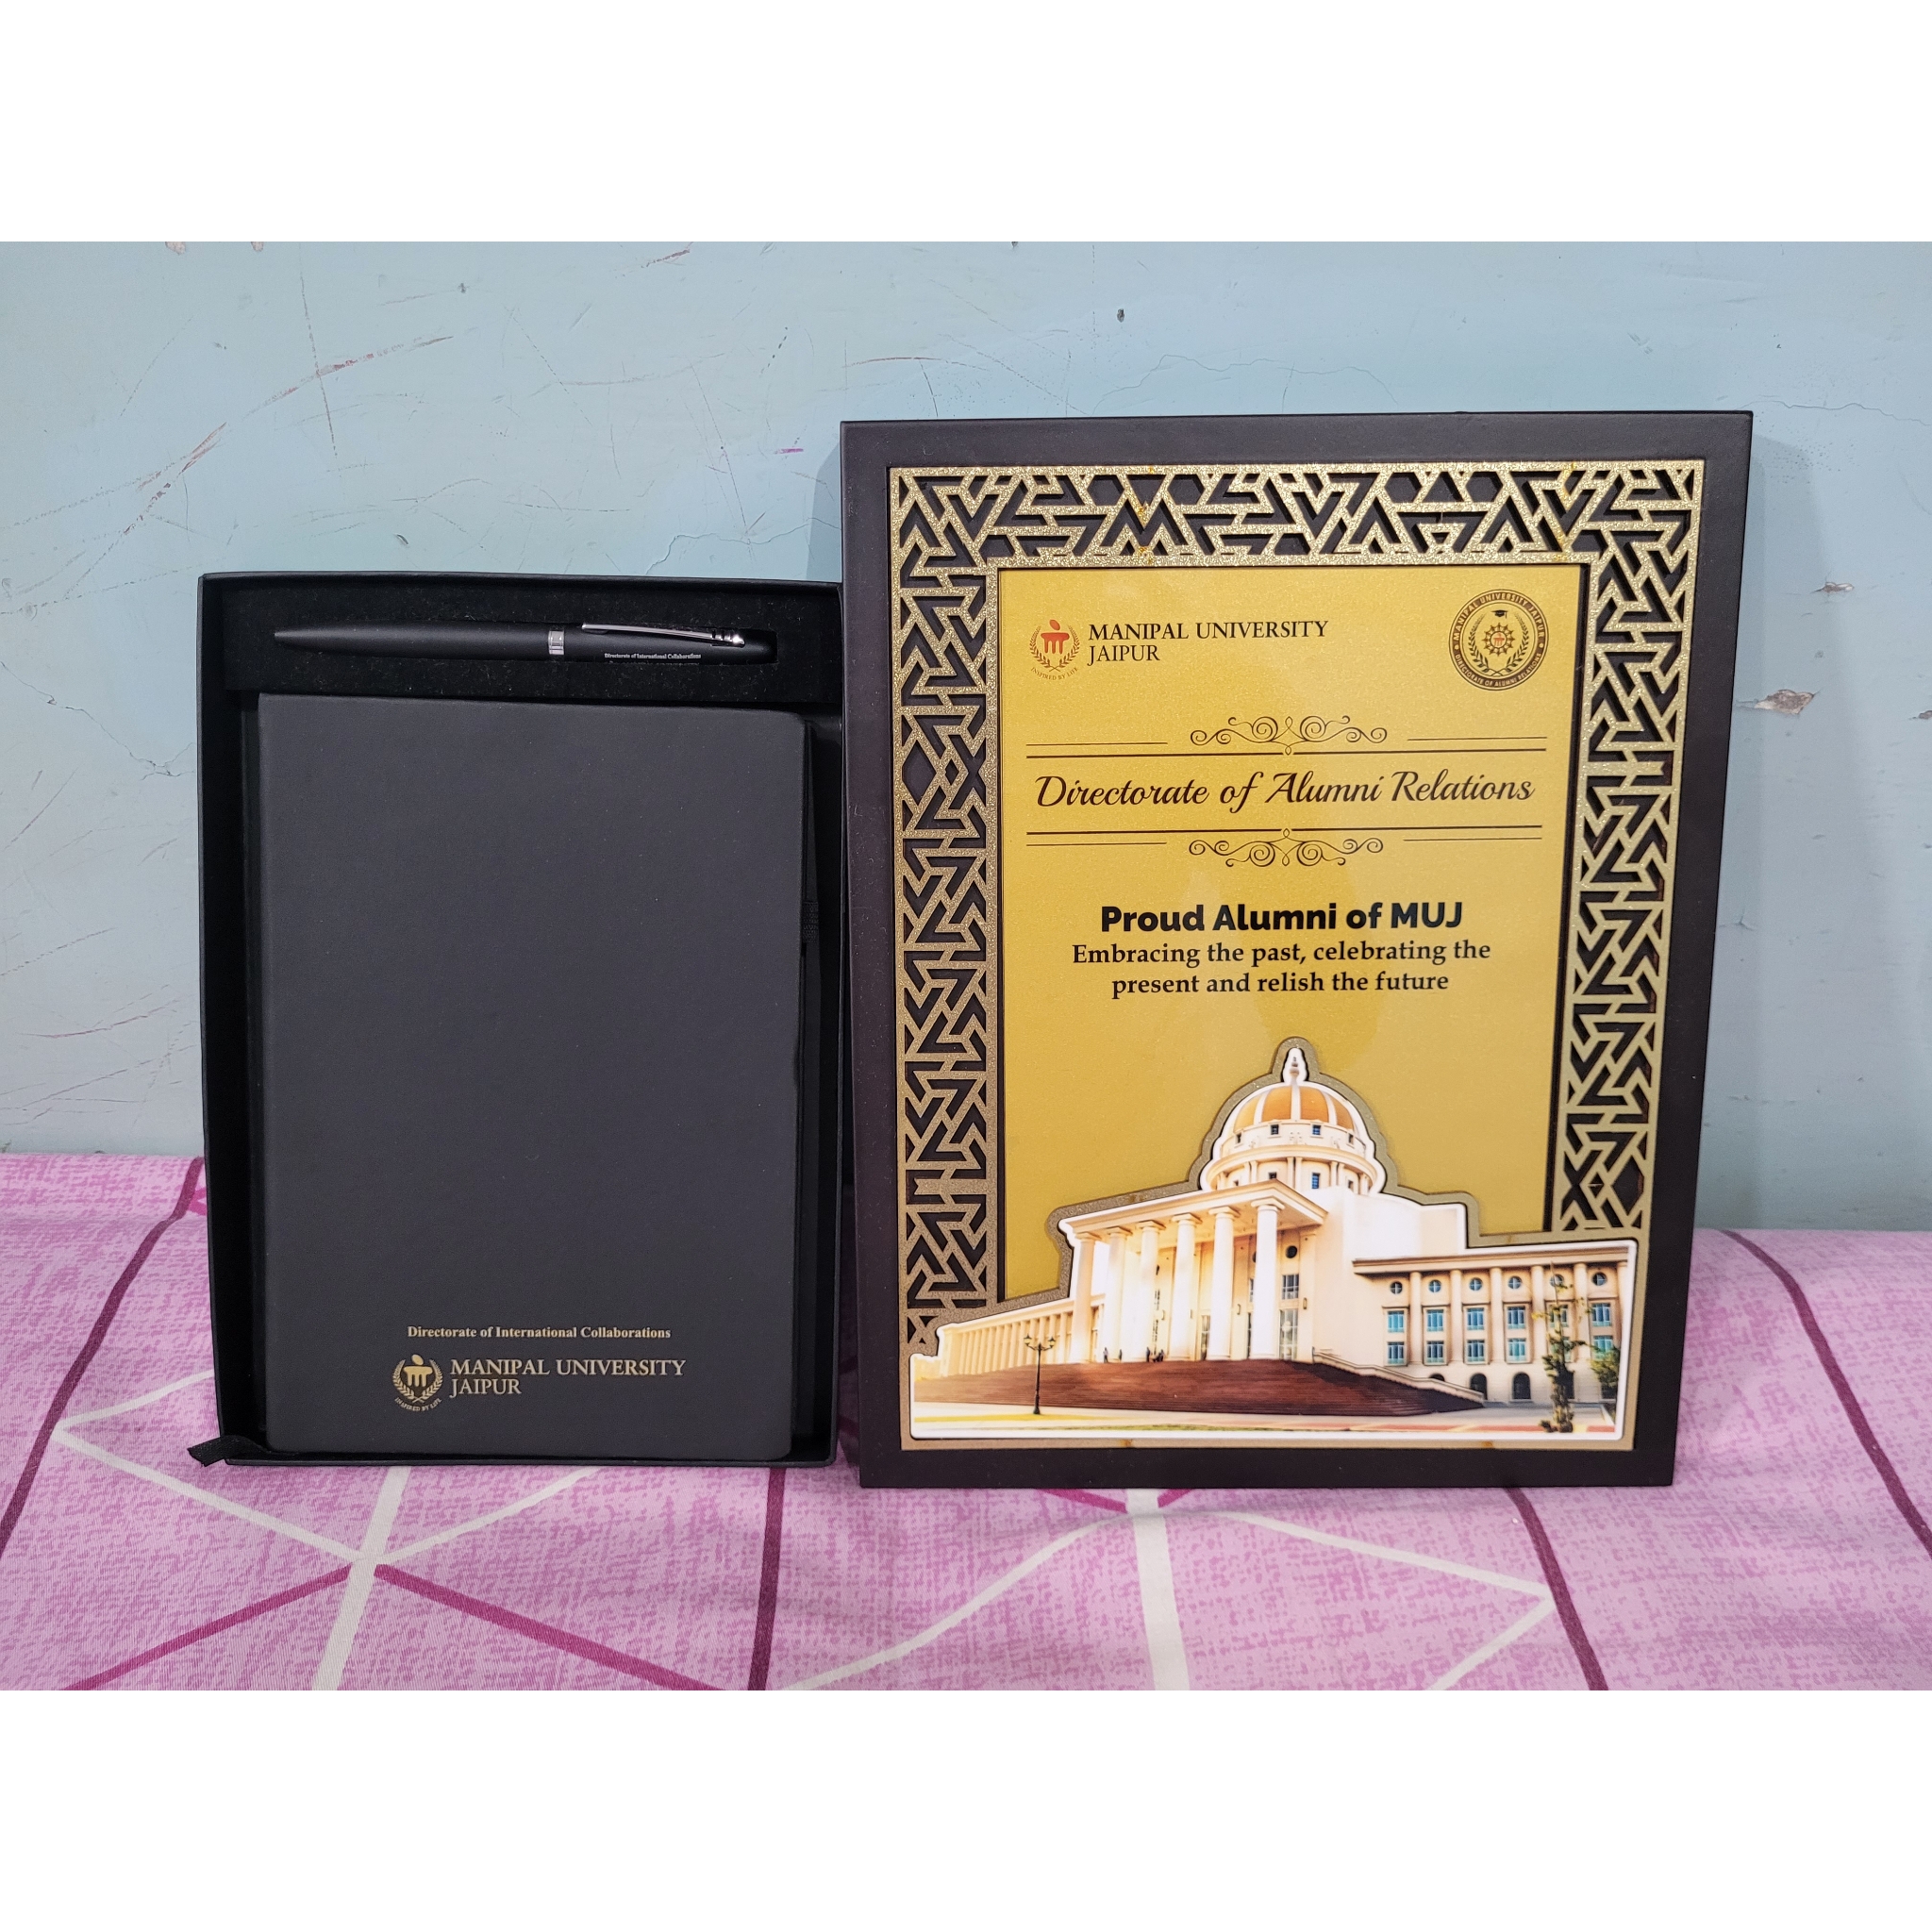 Directorate of International Collaborations
Directorate of International Collaborations
MANIPAL UNIVERSITY
JAIPUR
INSPIRED BY LIFE
MANIPAL UNIVERSITY
JAIPUR
INSPIRED BY LIFE
MANIPAL UNIVERSITY JAIPUR
DIRECTORATE OF ALUMNI RELATIONS
Directorate of Alumni Relations
Proud Alumni of MUJ
Embracing the past, celebrating the
present and relish the future